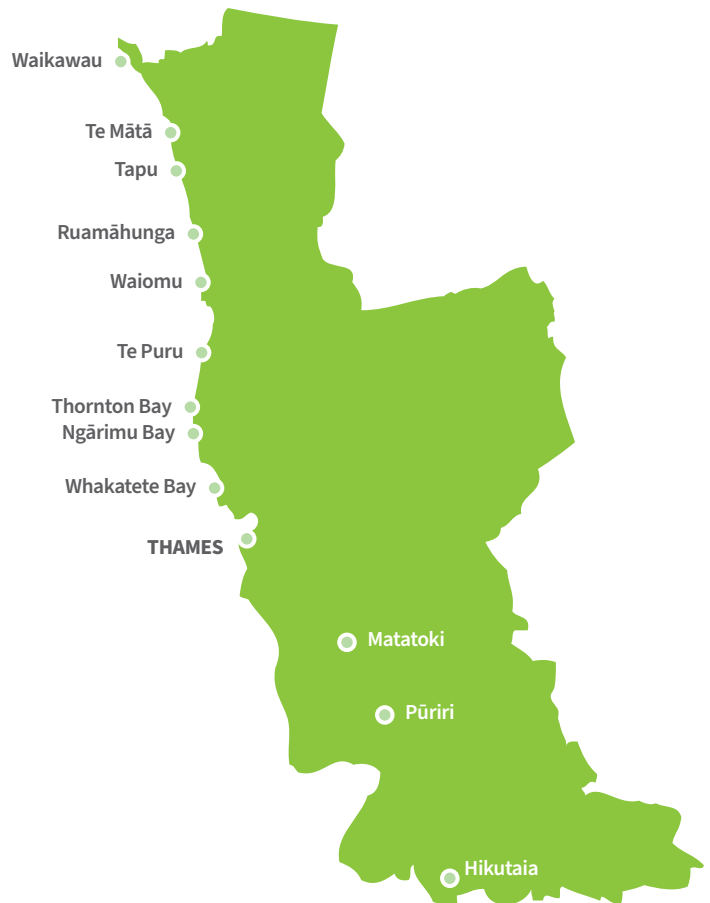 Waikawau
Te Mātā
Tapu
Ruamāhunga
Waiomu
Te Puru
Thornton Bay
Ngārimu Bay
Whakatete Bay
THAMES
Matatoki
Pūriri
Hikutaia